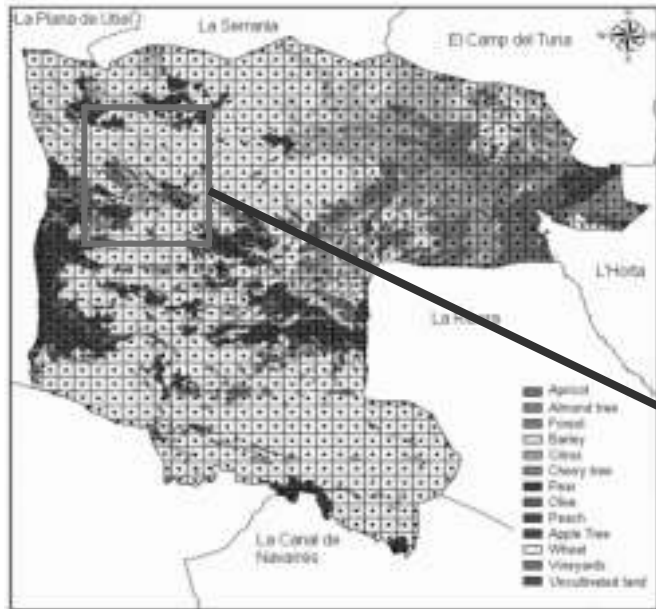 La Plana de Utiel
La Serranía
El Camp del Turia
L'Horta
La Ribera
Apricot
Almond tree
Forest
Barley
Citrus
Cherry tree
Pear
Olive
Peach
Apple Tree
Wheat
Vineyards
Uncultivated land
La Canal de
Navarrés